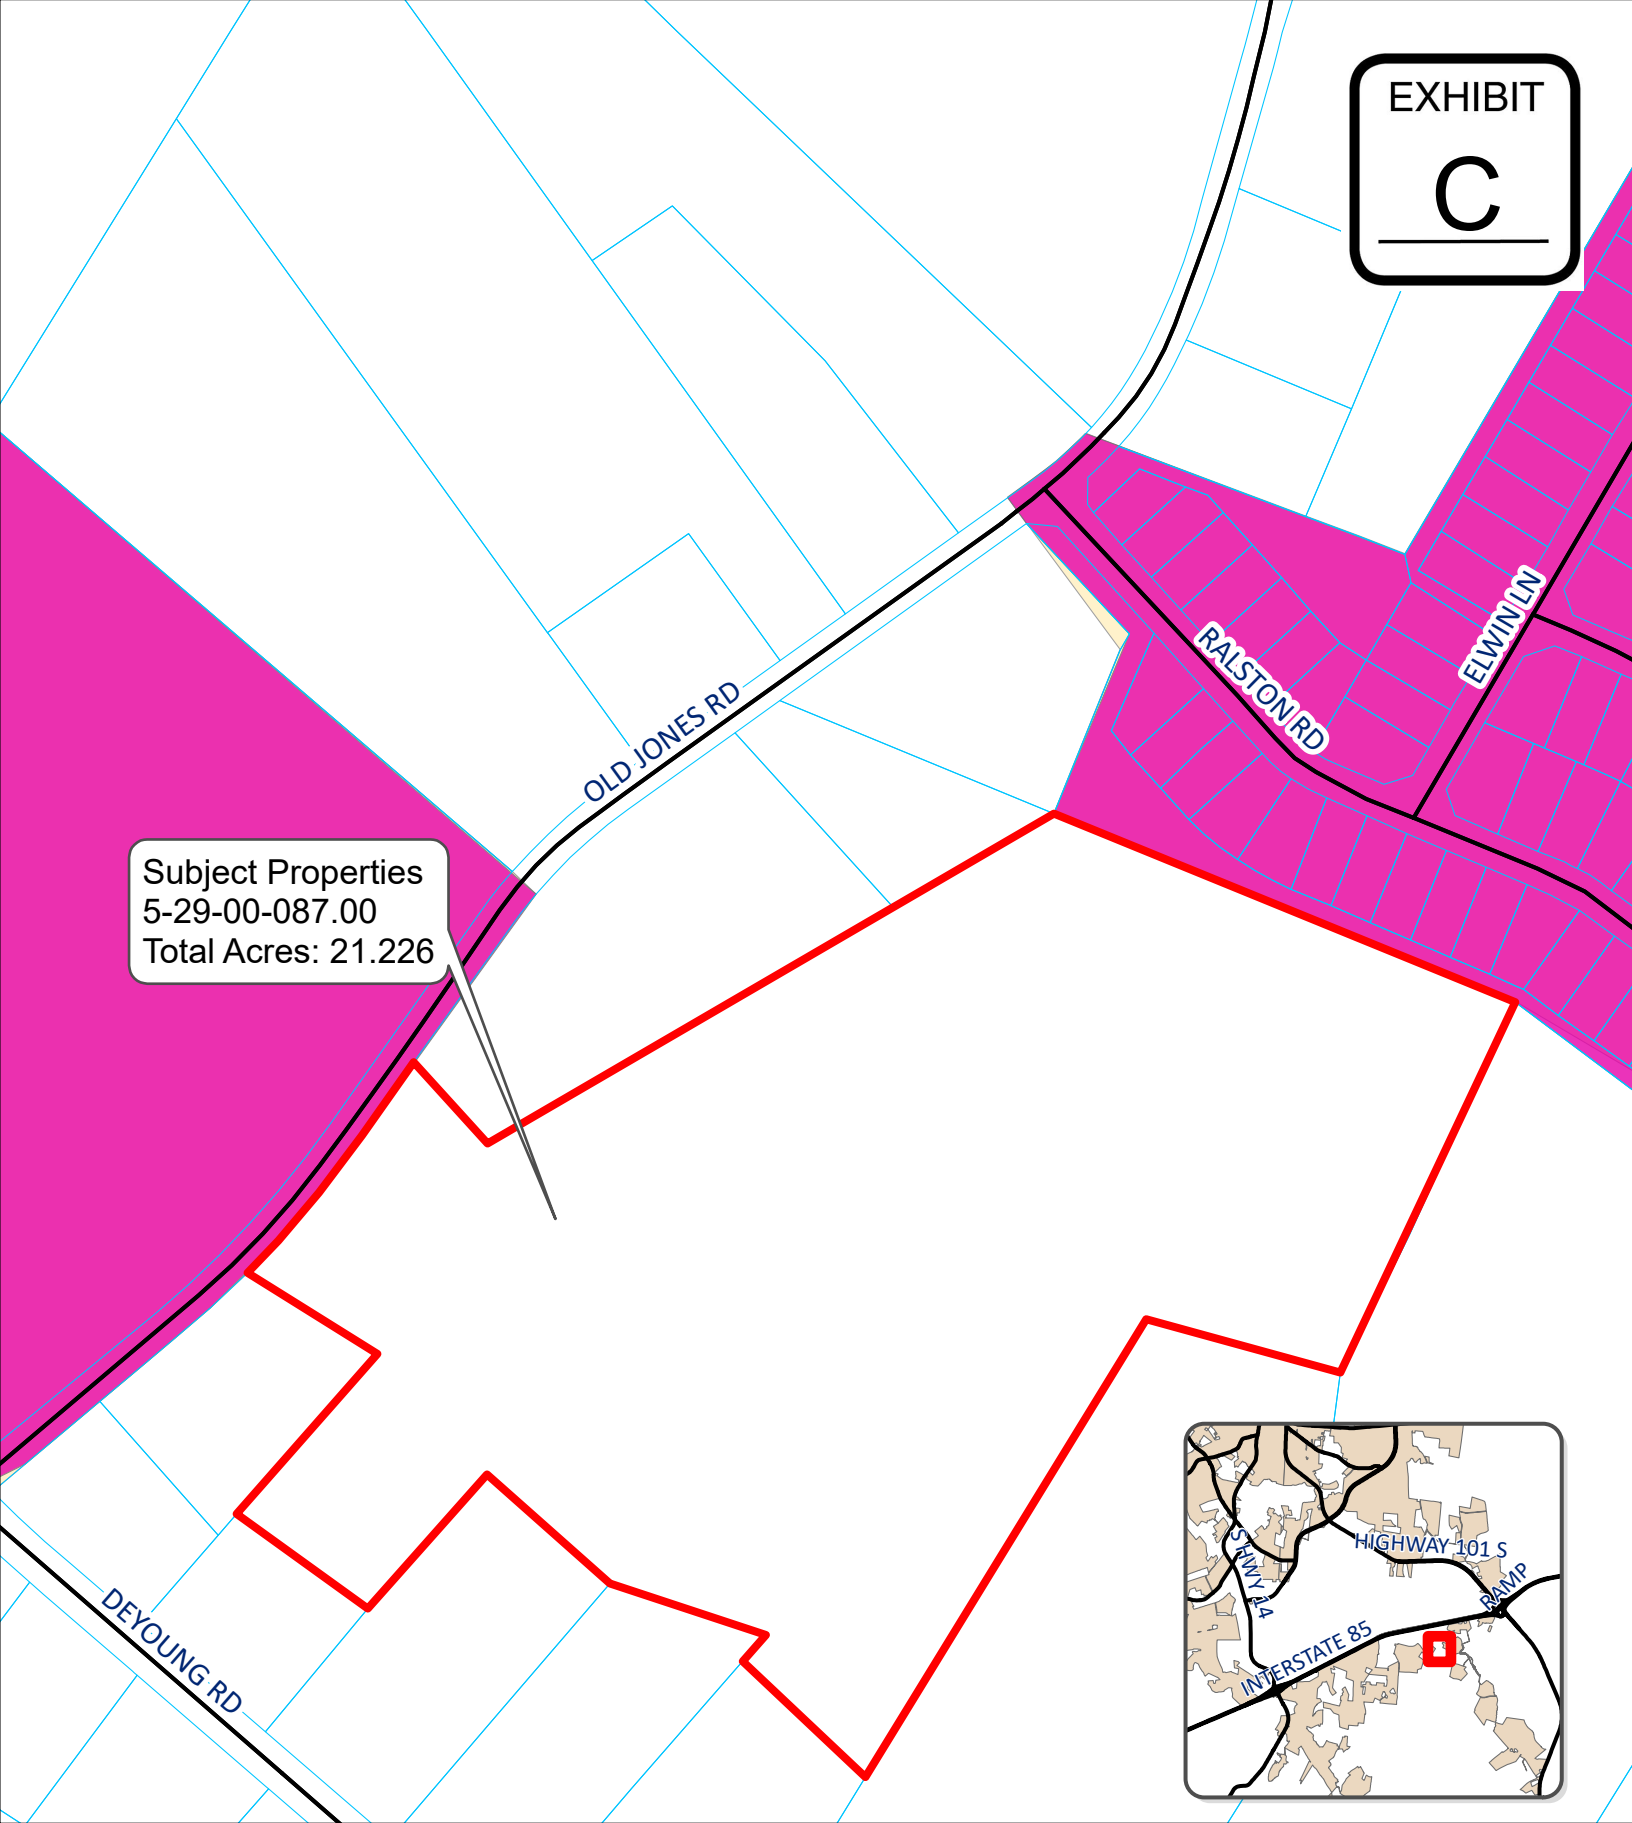 EXHIBIT
C
ELWIN LN
RALSTON RD
OLD JONES RD
Subject Properties
5-29-00-087.00
Total Acres: 21.226
DEYOUNG RD
HIGHWAY 101 S
S HWY 14
RAMP
INTERSTATE 85